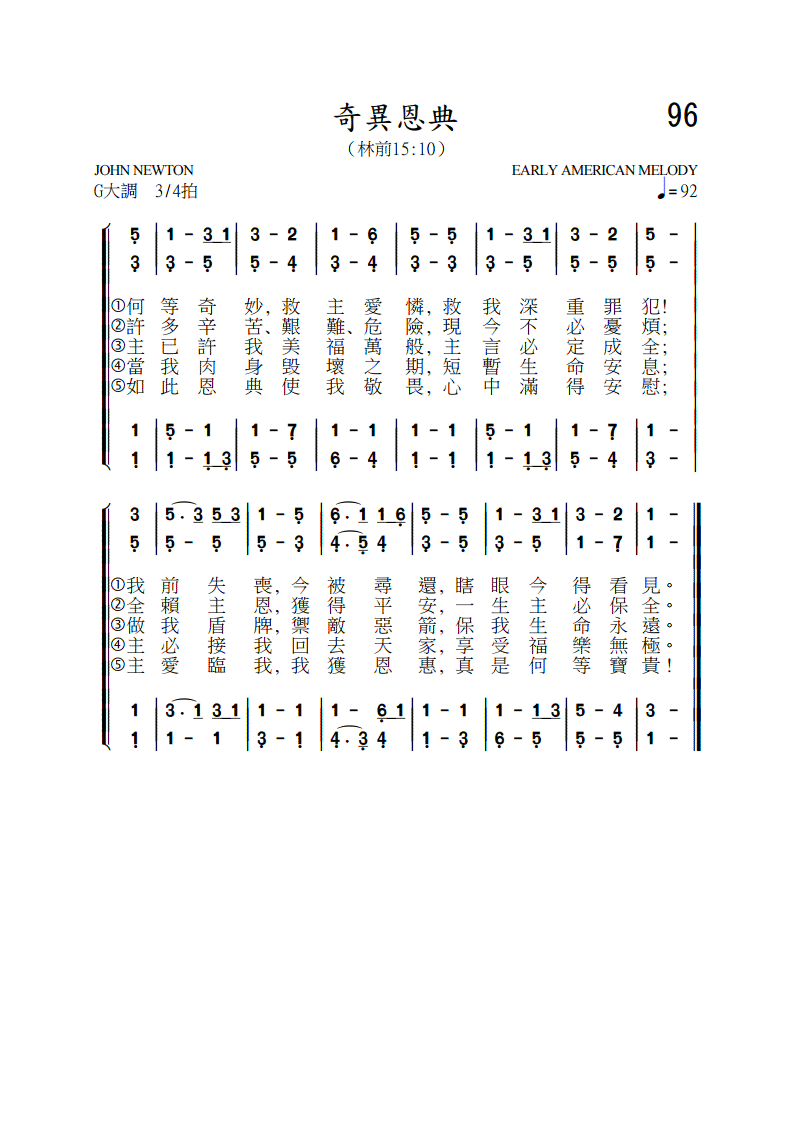 奇異恩典 96
（林前15:10）
JOHN NEWTON EARLY AMERICAN MELODY
G大調 3/4拍 ♩=92
5̣ | 1 - 3 1 | 3 - 2 | 1 - 6̣ | 5̣ - 5̣ | 1 - 3 1 | 3 - 2 | 5 -
3̣ | 3̣ - 5̣ | 5̣ - 4̣ | 3̣ - 4̣ | 3̣ - 3̣ | 3̣ - 5̣ | 5̣ - 5̣ | 5̣ -
①何等奇妙,救主愛憐,救我深重罪犯!
②許多辛苦、艱難、危險,現今不必憂煩;
③主已許我美福萬般,主言必定成全;
④當我肉身毀壞之期,短暫生命安息;
⑤如此恩典使我敬畏,心中滿得安慰;
1 | 5̣ - 1 | 1 - 7̣ | 1 - 1 | 1 - 1 | 5̣ - 1 | 1 - 7̣ | 1 -
1̣ | 1̣ - 1̣ 3̣ | 5̣ - 5̣ | 6̣ - 4̣ | 1̣ - 1̣ | 1̣ - 1̣ 3̣ | 5̣ - 4̣ | 3̣ -
3 | 5 . 3 5 3 | 1 - 5̣ | 6̣ . 1 1 6̣ | 5̣ - 5̣ | 1 - 3 1 | 3 - 2 | 1 -
5̣ | 5̣ - 5̣ | 5̣ - 3̣ | 4̣ . 5̣ 4̣ | 3̣ - 5̣ | 3̣ - 5̣ | 1 - 7̣ | 1 -
①我前失喪,今被尋還,瞎眼今得看見。
②全賴主恩,獲得平安,一生主必保全。
③做我盾牌,禦敵惡箭,保我生命永遠。
④主必接我回去天家,享受福樂無極。
⑤主愛臨我,我獲恩惠,真是何等寶貴!
1 | 3 . 1 3 1 | 1 - 1 | 1 - 6̣ 1 | 1 - 1 | 1 - 1 3 | 5 - 4 | 3 -
1̣ | 1 - 1 | 3̣ - 1̣ | 4̣ . 3̣ 4̣ | 1̣ - 3̣ | 6̣ - 5̣ | 5̣ - 5̣ | 1 -